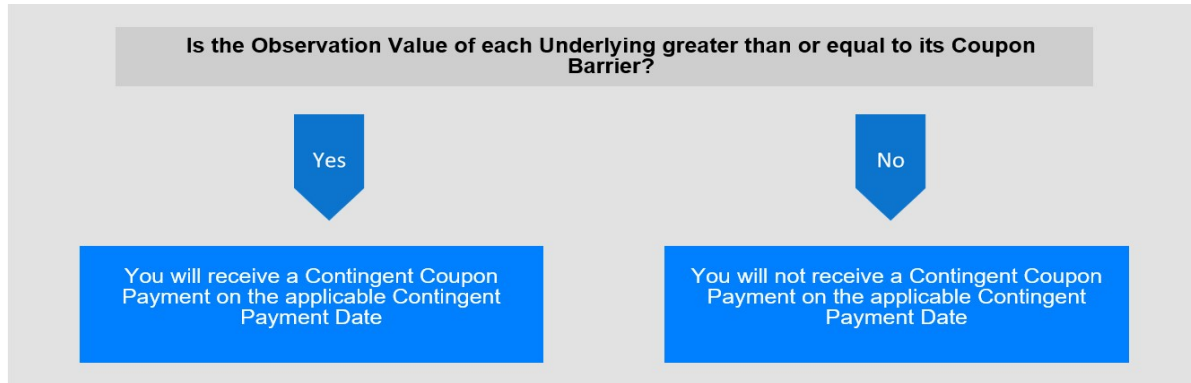 Is the Observation Value of each Underlying greater than or equal to its Coupon
Barrier?
Yes
No
You will receive a Contingent Coupon
Payment on the applicable Contingent
Payment Date
You will not receive a Contingent Coupon
Payment on the applicable Contingent
Payment Date